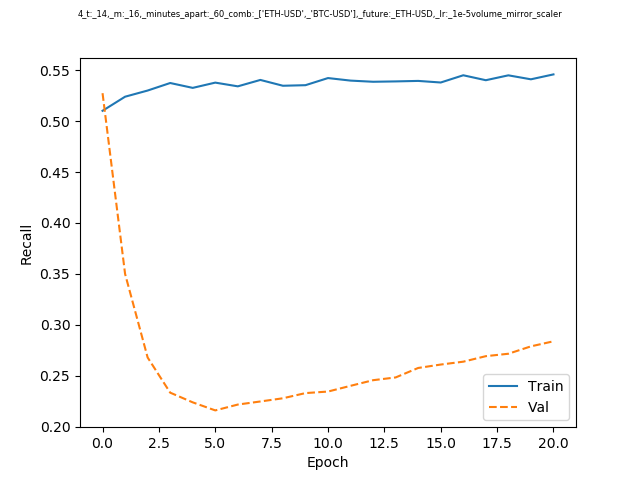 4_t:_14,_m:_16,_minutes_apart:_60_comb:_['ETH-USD',_'BTC-USD'],_future:_ETH-USD,_lr:_1e-5volume_mirror_scaler
0.55
0.50
0.45
0.40
0.35
0.30
0.25
0.20
Recall
0.0 2.5 5.0 7.5 10.0 12.5 15.0 17.5 20.0
Epoch
Train
Val